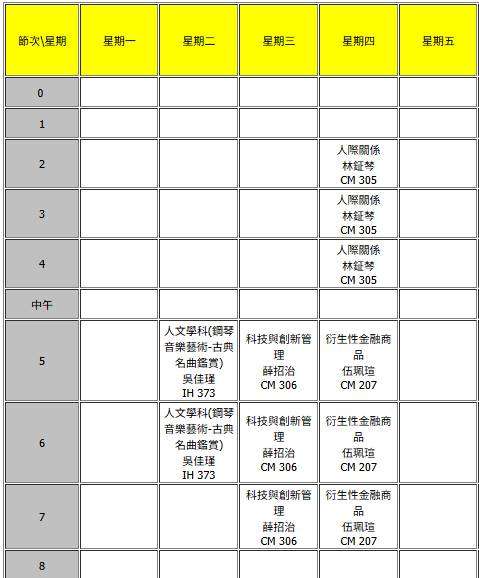 節次\星期 星期一 星期二 星期三 星期四 星期五
0
1
2
人際關係
林鉦琴
CM 305
3
人際關係
林鉦琴
CM 305
4
人際關係
林鉦琴
CM 305
中午
5
人文學科(鋼琴
音樂藝術-古典
名曲鑑賞)
吳佳瑾
IH 373
科技與創新管
理
薛招治
CM 306
衍生性金融商
品
伍珮瑄
CM 207
6
人文學科(鋼琴
音樂藝術-古典
名曲鑑賞)
吳佳瑾
IH 373
科技與創新管
理
薛招治
CM 306
衍生性金融商
品
伍珮瑄
CM 207
7
科技與創新管
理
薛招治
CM 306
衍生性金融商
品
伍珮瑄
CM 207
8